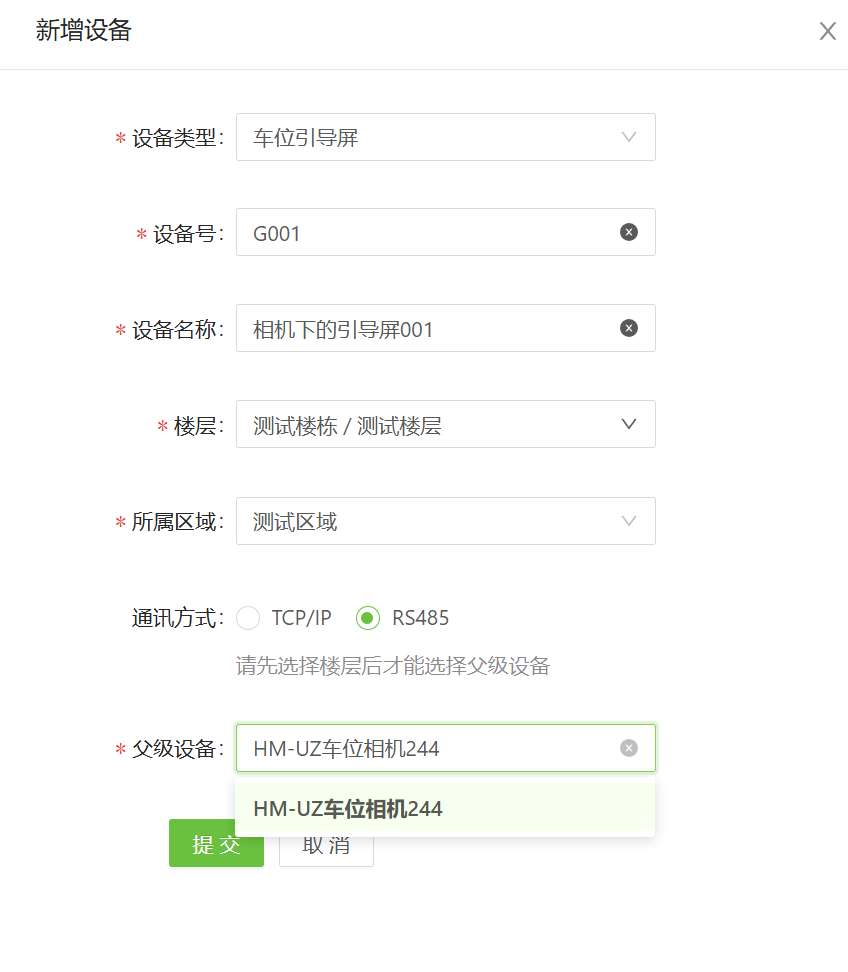 新增设备
* 设备类型: 车位引导屏
* 设备号: G001
* 设备名称: 相机下的引导屏001
* 楼层: 测试楼栋 / 测试楼层
* 所属区域: 测试区域
通讯方式: TCP/IP RS485
请先选择楼层后才能选择父级设备
* 父级设备: HM-UZ车位相机244
HM-UZ车位相机244
提交 取消